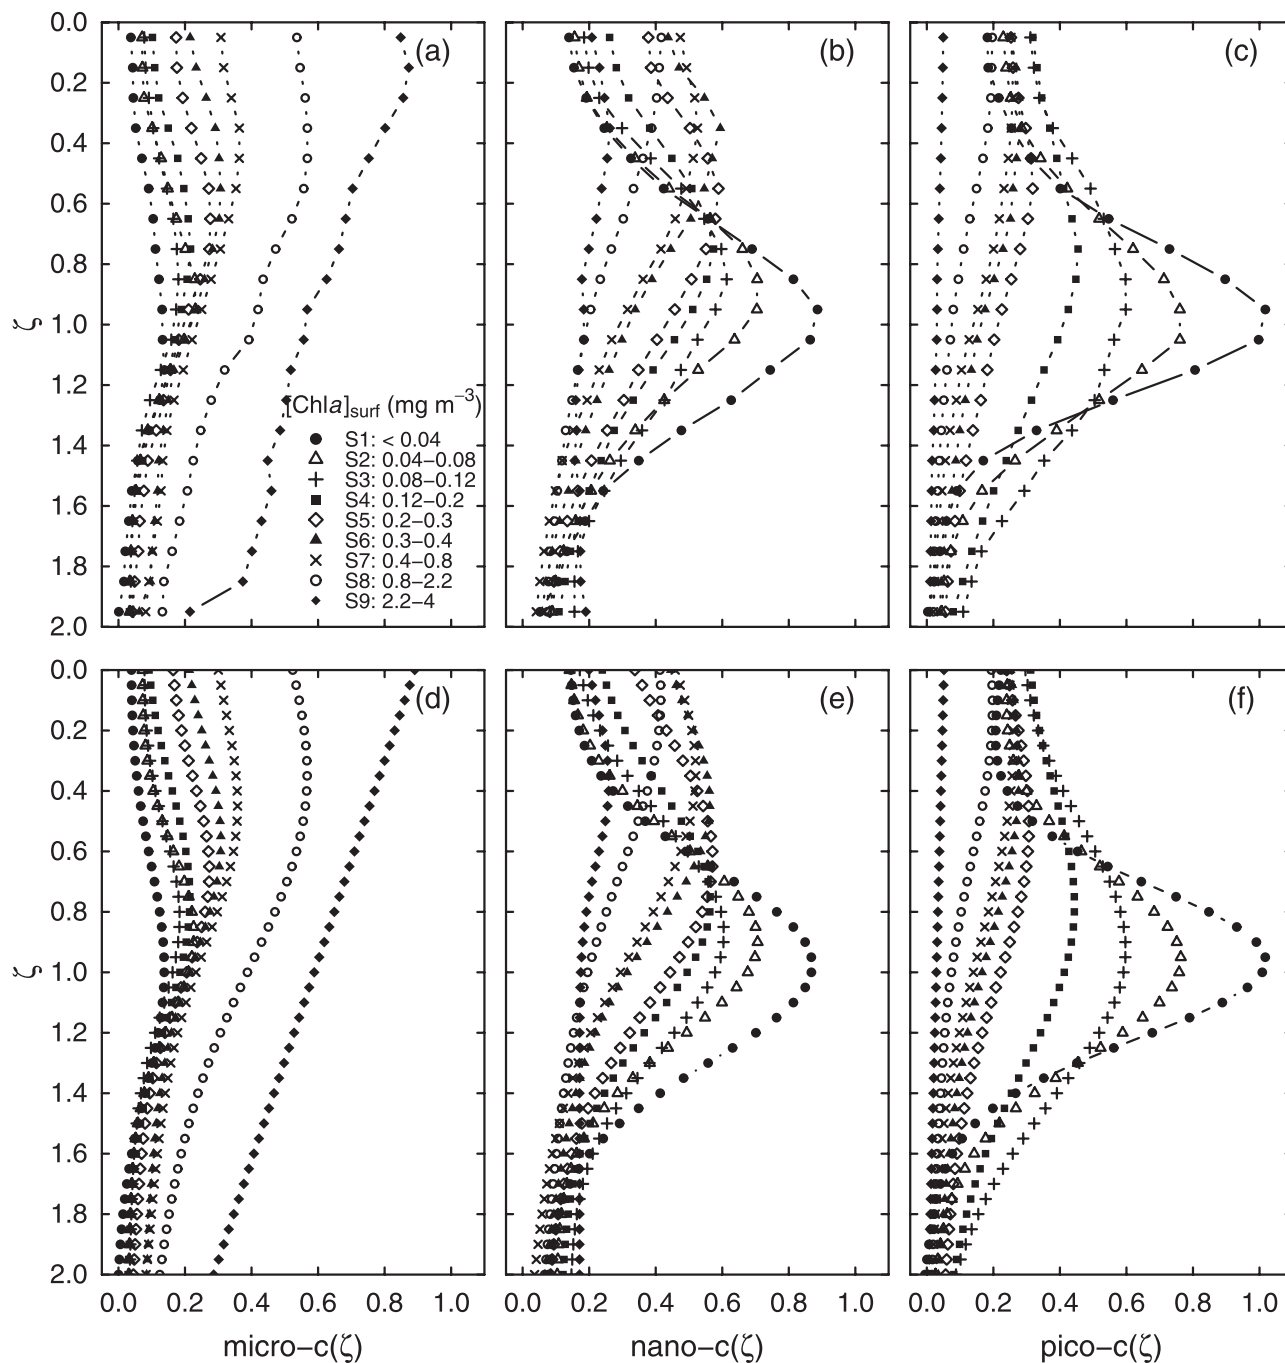 (a)
(b)
(c)
0.0
0.2
0.4
0.6
0.8
1.0
1.2
1.4
1.6
1.8
2.0
ζ
[Chla]surf (mg m−3)
S1: < 0.04
S2: 0.04−0.08
S3: 0.08−0.12
S4: 0.12−0.2
S5: 0.2−0.3
S6: 0.3−0.4
S7: 0.4−0.8
S8: 0.8−2.2
S9: 2.2−4
(d)
(e)
(f)
0.0
0.2
0.4
0.6
0.8
1.0
1.2
1.4
1.6
1.8
2.0
ζ
0.0 0.2 0.4 0.6 0.8 1.0
0.0 0.2 0.4 0.6 0.8 1.0
0.0 0.2 0.4 0.6 0.8 1.0
micro−c(ζ)
nano−c(ζ)
pico−c(ζ)